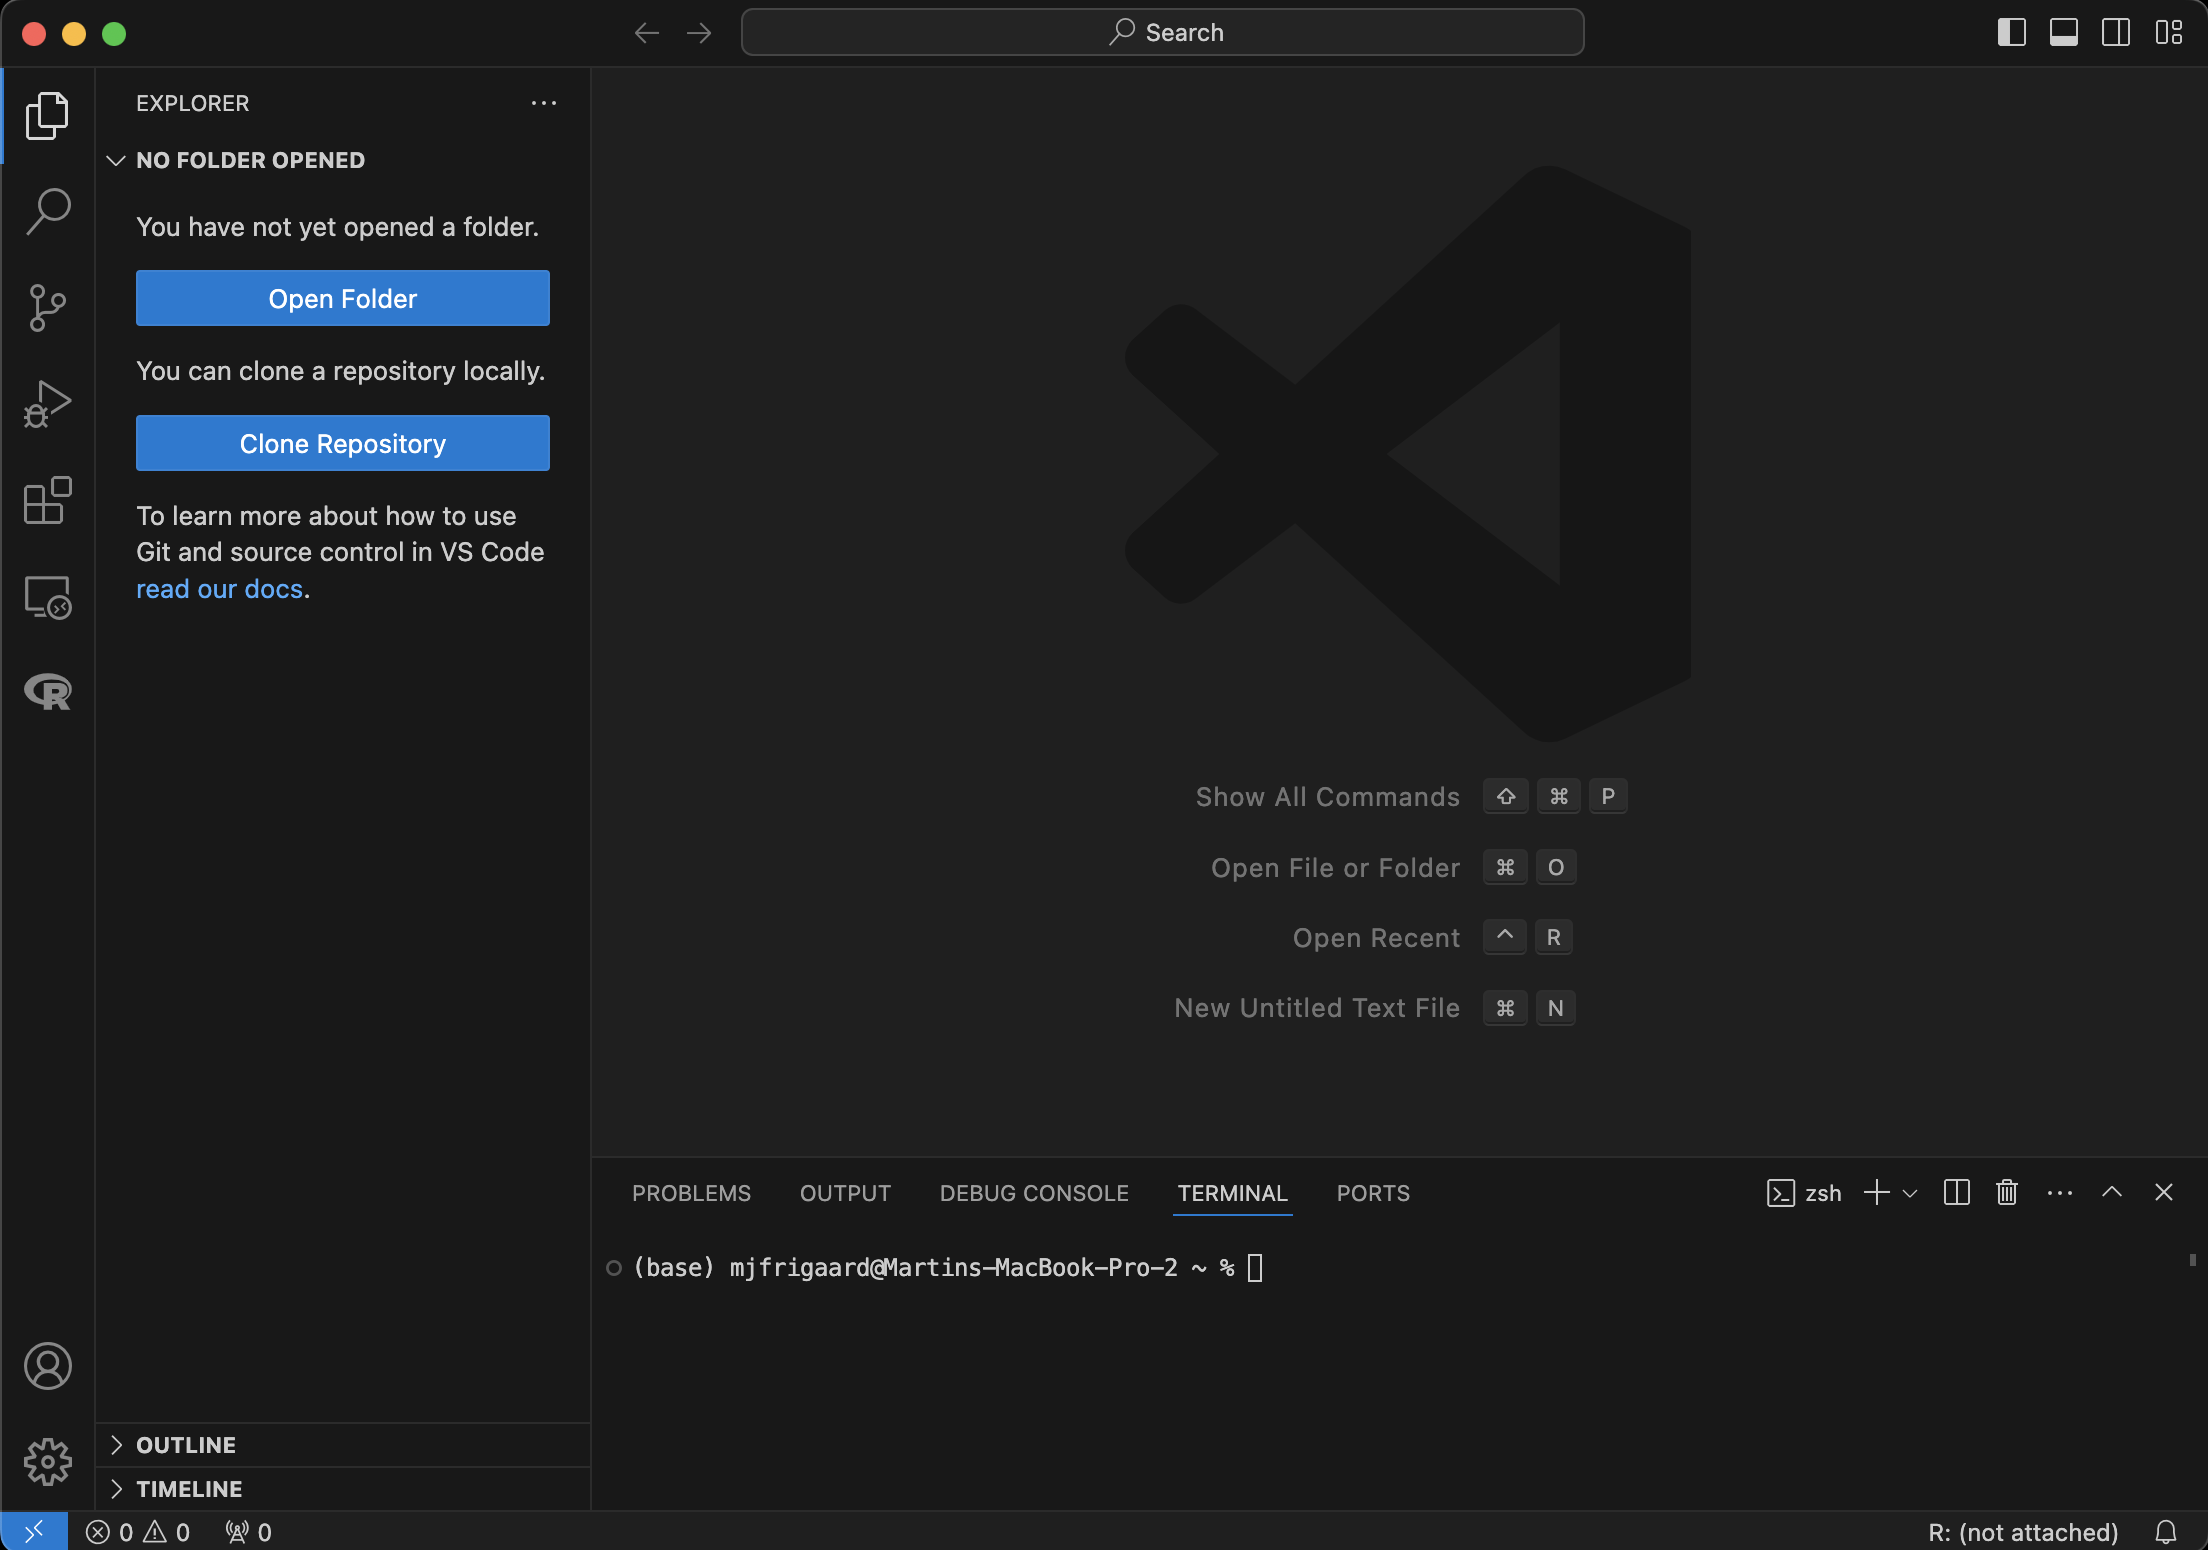 Search
EXPLORER
NO FOLDER OPENED
You have not yet opened a folder.
Open Folder
You can clone a repository locally.
Clone Repository
To learn more about how to use
Git and source control in VS Code
read our docs.
Show All Commands ⇧ ⌘ P
Open File or Folder ⌘ O
Open Recent ^ R
New Untitled Text File ⌘ N
PROBLEMS OUTPUT DEBUG CONSOLE TERMINAL PORTS zsh
(base) mjfrigaard@Martins-MacBook-Pro-2 ~ %
OUTLINE
TIMELINE
0 0 0 R: (not attached)